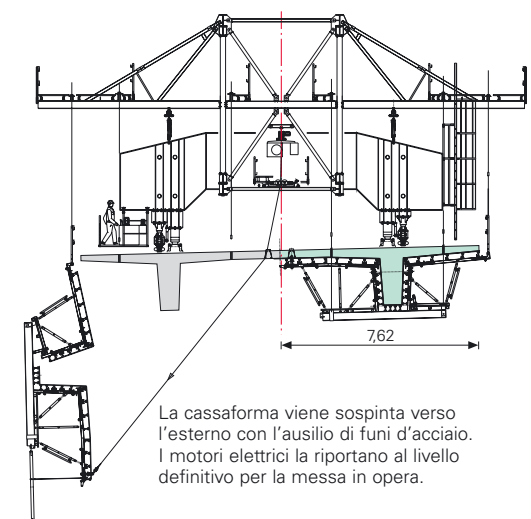 7,62
La cassaforma viene sospinta verso
l'esterno con l'ausilio di funi d'acciaio.
I motori elettrici la riportano al livello
definitivo per la messa in opera.